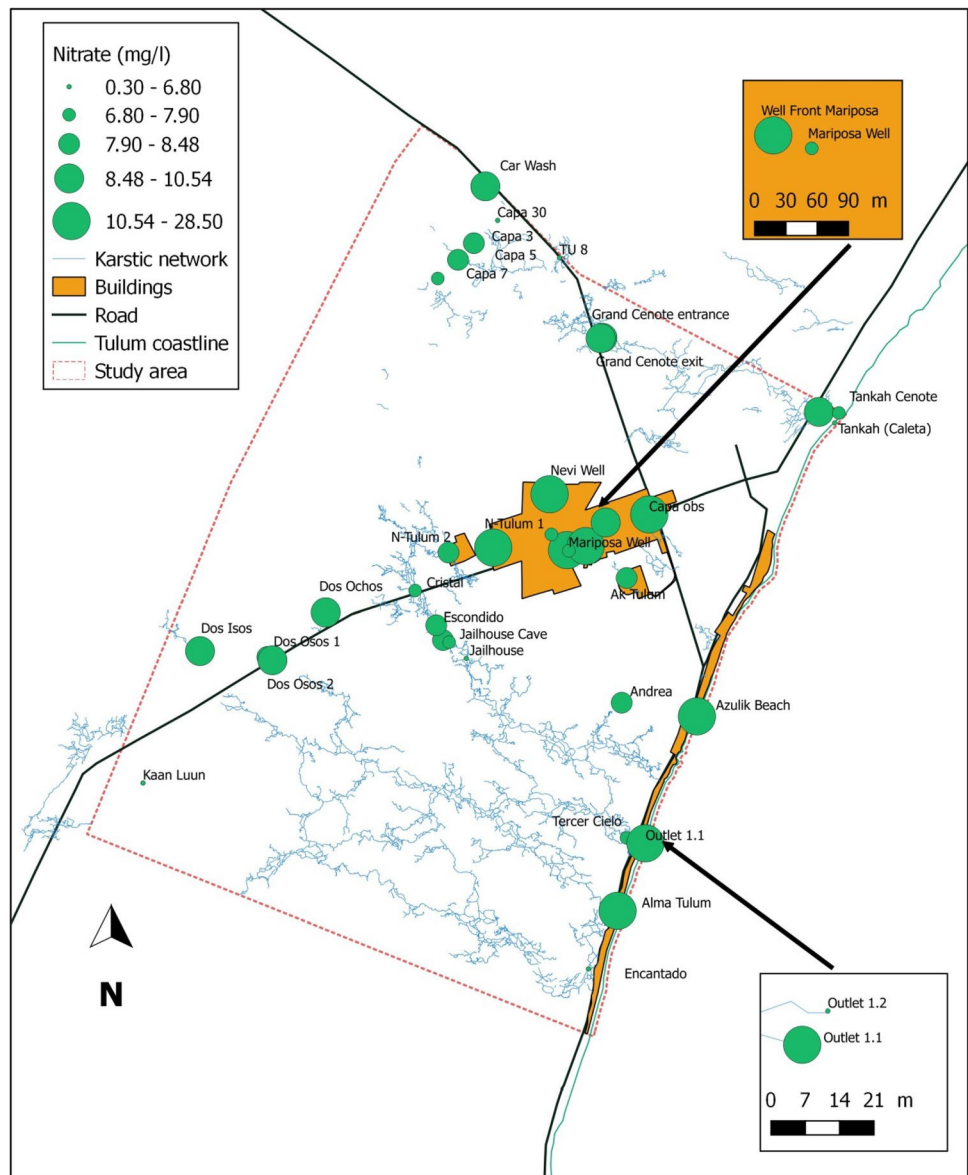 Nitrate (mg/l)
0.30 - 6.80
6.80 - 7.90
7.90 - 8.48
8.48 - 10.54
10.54 - 28.50
Karstic network
Buildings
Road
Tulum coastline
Study area
Well Front Mariposa
Mariposa Well
0 30 60 90 m
Car Wash
Capa 30
Capa 3
Capa 5
TU 8
Capa 7
Grand Cenote entrance
Grand Cenote exit
Tankah Cenote
Tankah (Caleta)
Nevi Well
Capa obs
N-Tulum 1
N-Tulum 2
Mariposa Well
Cristal
Ak Tulum
Dos Ochos
Escondido
Dos Isos
Dos Osos 1
Jailhouse Cave
Jailhouse
Dos Osos 2
Andrea
Azulik Beach
Kaan Luun
Tercer Cielo
Outlet 1.1
Alma Tulum
Encantado
N
Outlet 1.2
Outlet 1.1
0 7 14 21 m